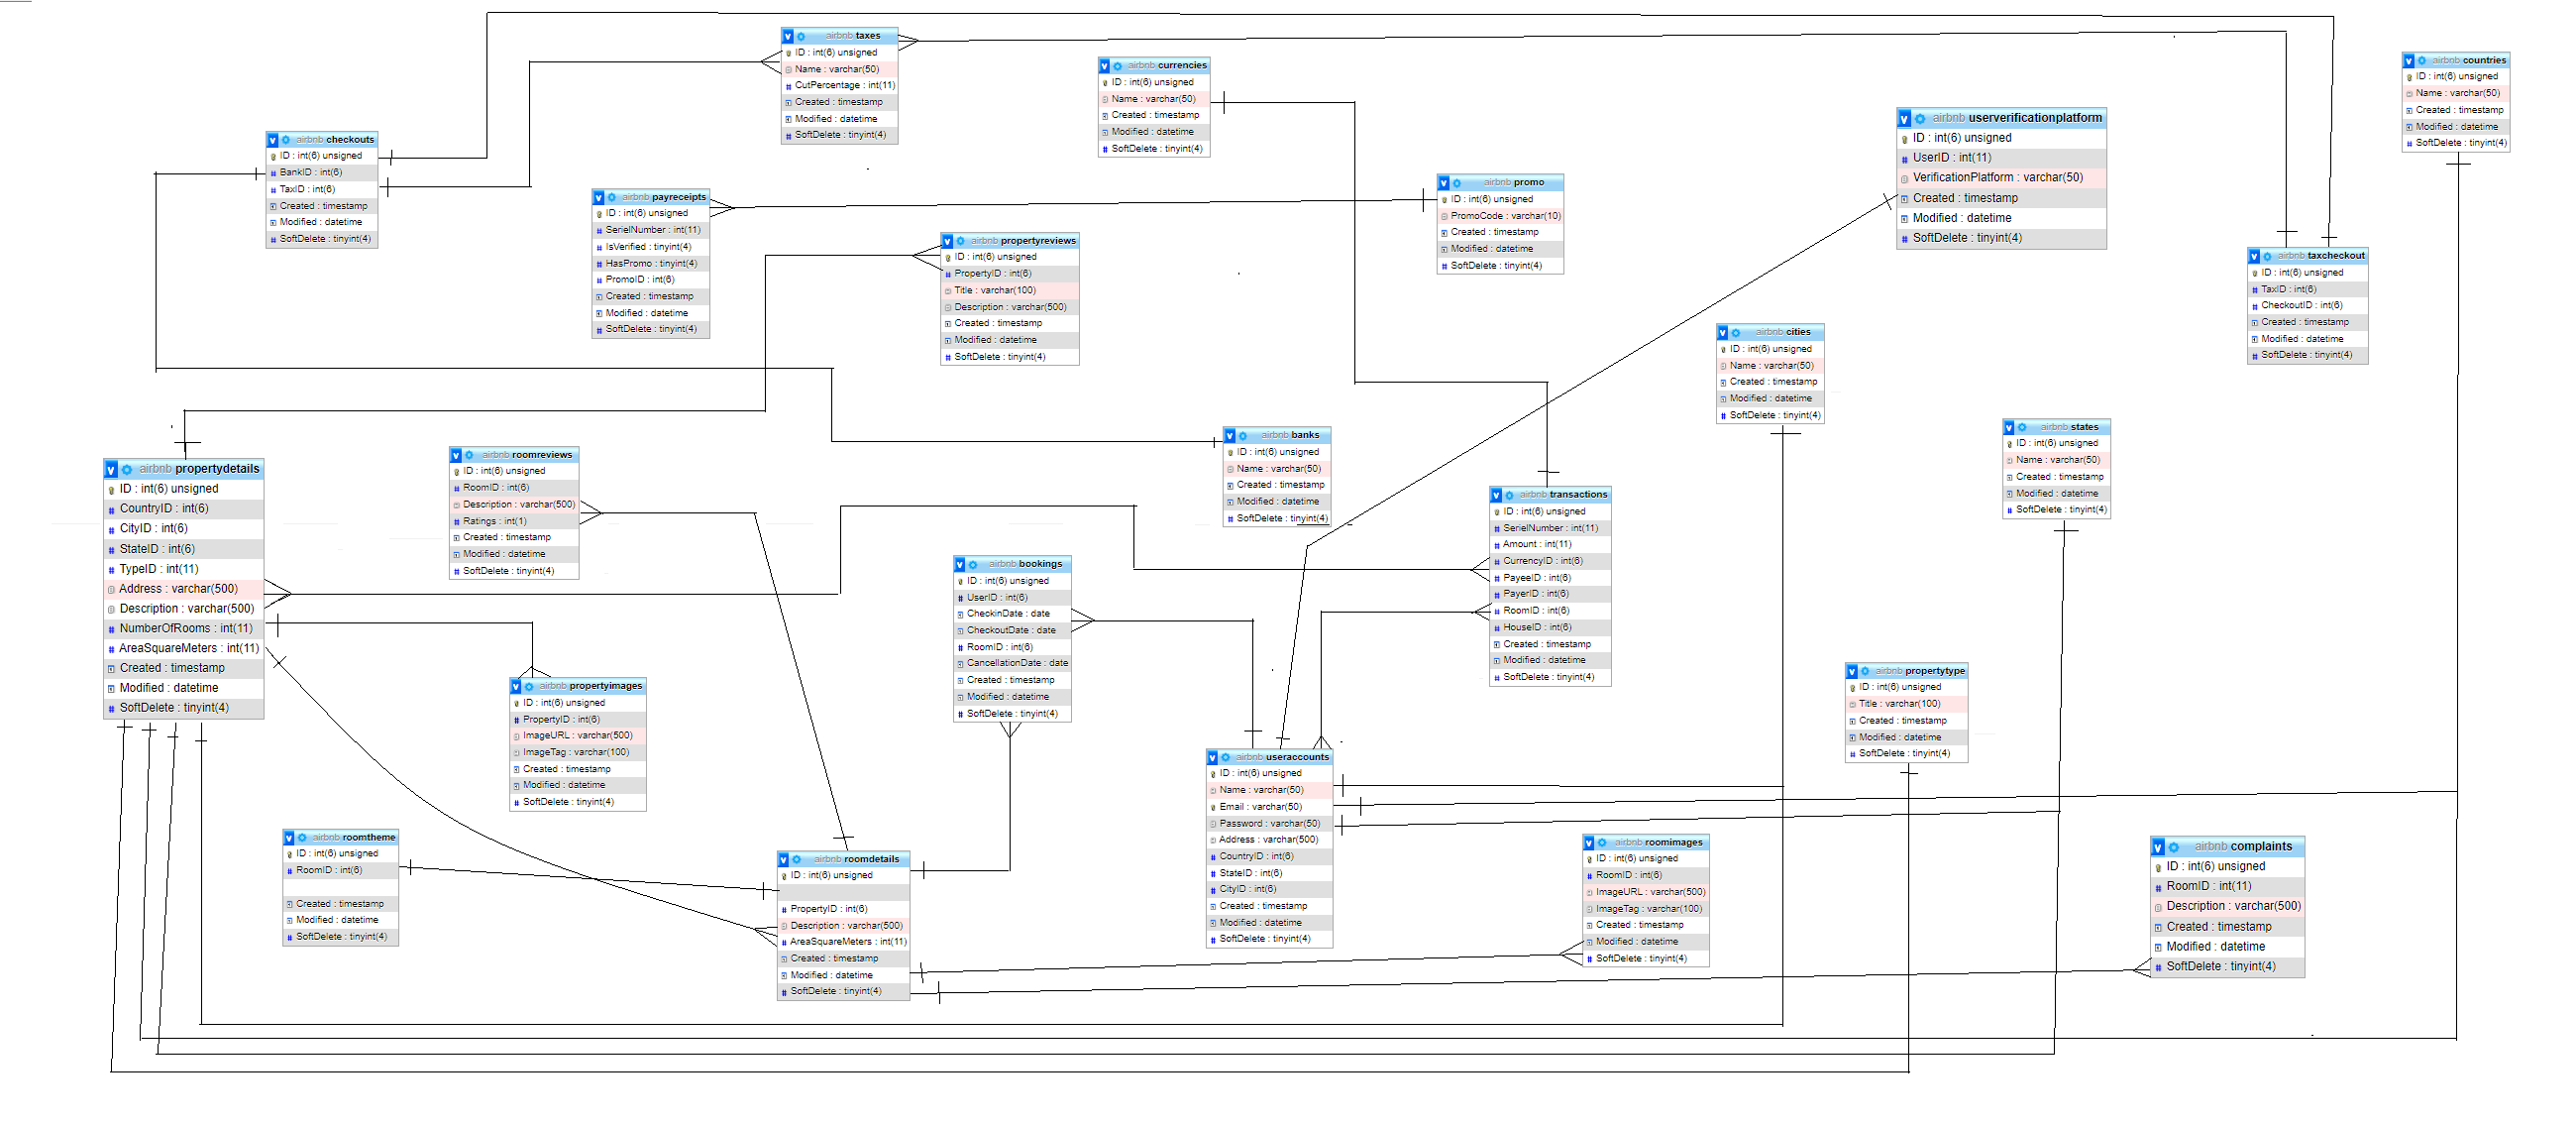 airbnb taxes
ID : int(6) unsigned
Name : varchar(50)
CutPercentage : int(11)
Created : timestamp
Modified : datetime
SoftDelete : tinyint(4)
airbnb currencies
ID : int(6) unsigned
Name : varchar(50)
Created : timestamp
Modified : datetime
SoftDelete : tinyint(4)
airbnb countries
ID : int(6) unsigned
Name : varchar(50)
Created : timestamp
Modified : datetime
SoftDelete : tinyint(4)
airbnb userverificationplatform
ID : int(6) unsigned
UserID : int(11)
VerificationPlatform : varchar(50)
Created : timestamp
Modified : datetime
SoftDelete : tinyint(4)
airbnb checkouts
ID : int(6) unsigned
BankID : int(6)
TaxID : int(6)
Created : timestamp
Modified : datetime
SoftDelete : tinyint(4)
airbnb payreceipts
ID : int(6) unsigned
SerielNumber : int(11)
IsVerified : tinyint(4)
HasPromo : tinyint(4)
PromoID : int(6)
Created : timestamp
Modified : datetime
SoftDelete : tinyint(4)
airbnb promo
ID : int(6) unsigned
PromoCode : varchar(10)
Created : timestamp
Modified : datetime
SoftDelete : tinyint(4)
airbnb propertyreviews
ID : int(6) unsigned
PropertyID : int(6)
Title : varchar(100)
Description : varchar(500)
Created : timestamp
Modified : datetime
SoftDelete : tinyint(4)
airbnb taxcheckout
ID : int(6) unsigned
TaxID : int(6)
CheckoutID : int(6)
Created : timestamp
Modified : datetime
SoftDelete : tinyint(4)
airbnb cities
ID : int(6) unsigned
Name : varchar(50)
Created : timestamp
Modified : datetime
SoftDelete : tinyint(4)
airbnb states
ID : int(6) unsigned
Name : varchar(50)
Created : timestamp
Modified : datetime
SoftDelete : tinyint(4)
airbnb banks
ID : int(6) unsigned
Name : varchar(50)
Created : timestamp
Modified : datetime
SoftDelete : tinyint(4)
airbnb roomreviews
ID : int(6) unsigned
RoomID : int(6)
Description : varchar(500)
Ratings : int(1)
Created : timestamp
Modified : datetime
SoftDelete : tinyint(4)
airbnb propertydetails
ID : int(6) unsigned
CountryID : int(6)
CityID : int(6)
StateID : int(6)
TypeID : int(11)
Address : varchar(500)
Description : varchar(500)
NumberOfRooms : int(11)
AreaSquareMeters : int(11)
Created : timestamp
Modified : datetime
SoftDelete : tinyint(4)
airbnb transactions
ID : int(6) unsigned
SerielNumber : int(11)
Amount : int(11)
CurrencyID : int(6)
PayeeID : int(6)
PayerID : int(6)
RoomID : int(6)
HouseID : int(6)
Created : timestamp
Modified : datetime
SoftDelete : tinyint(4)
airbnb bookings
ID : int(6) unsigned
UserID : int(6)
CheckinDate : date
CheckoutDate : date
RoomID : int(6)
CancellationDate : date
Created : timestamp
Modified : datetime
SoftDelete : tinyint(4)
airbnb propertytype
ID : int(6) unsigned
Title : varchar(100)
Created : timestamp
Modified : datetime
SoftDelete : tinyint(4)
airbnb propertyimages
ID : int(6) unsigned
PropertyID : int(6)
ImageURL : varchar(500)
ImageTag : varchar(100)
Created : timestamp
Modified : datetime
SoftDelete : tinyint(4)
airbnb useraccounts
ID : int(6) unsigned
Name : varchar(50)
Email : varchar(50)
Password : varchar(50)
Address : varchar(500)
CountryID : int(6)
StateID : int(6)
CityID : int(6)
Created : timestamp
Modified : datetime
SoftDelete : tinyint(4)
airbnb roomtheme
ID : int(6) unsigned
RoomID : int(6)
Created : timestamp
Modified : datetime
SoftDelete : tinyint(4)
airbnb roomdetails
ID : int(6) unsigned
PropertyID : int(6)
Description : varchar(500)
AreaSquareMeters : int(11)
Created : timestamp
Modified : datetime
SoftDelete : tinyint(4)
airbnb roomimages
ID : int(6) unsigned
RoomID : int(6)
ImageURL : varchar(500)
ImageTag : varchar(100)
Created : timestamp
Modified : datetime
SoftDelete : tinyint(4)
airbnb complaints
ID : int(6) unsigned
RoomID : int(11)
Description : varchar(500)
Created : timestamp
Modified : datetime
SoftDelete : tinyint(4)